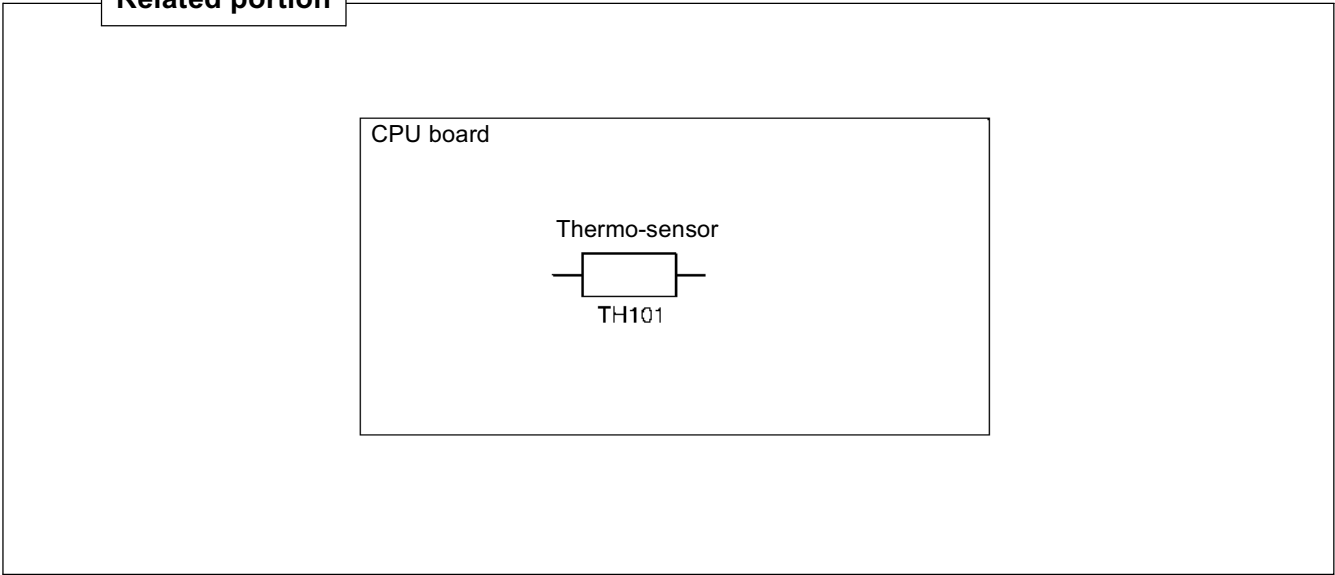 Related portion
CPU board
Thermo-sensor
TH101